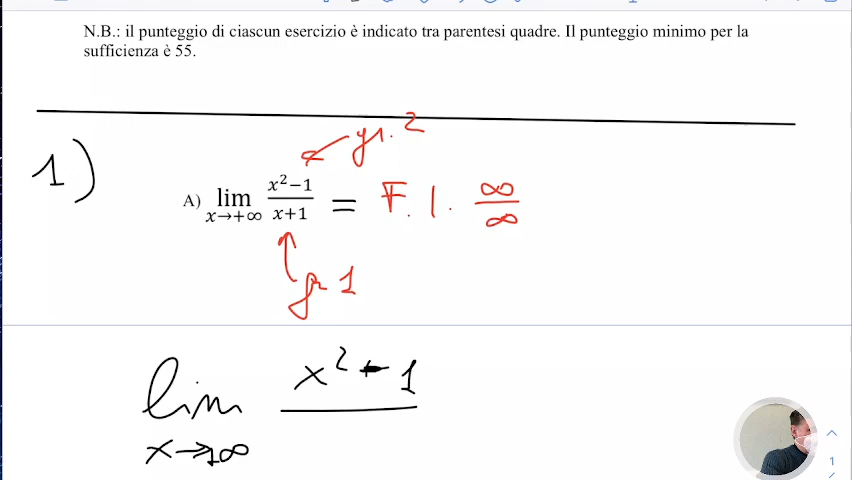 N.B.: il punteggio di ciascun esercizio è indicato tra parentesi quadre. Il punteggio minimo per la
sufficienza è 55.
1)
gr. 2
A) lim x→+∞ x²−1 / x+1 = F.I. ∞/∞
gr 1
lim x→+∞ x² - 1
1